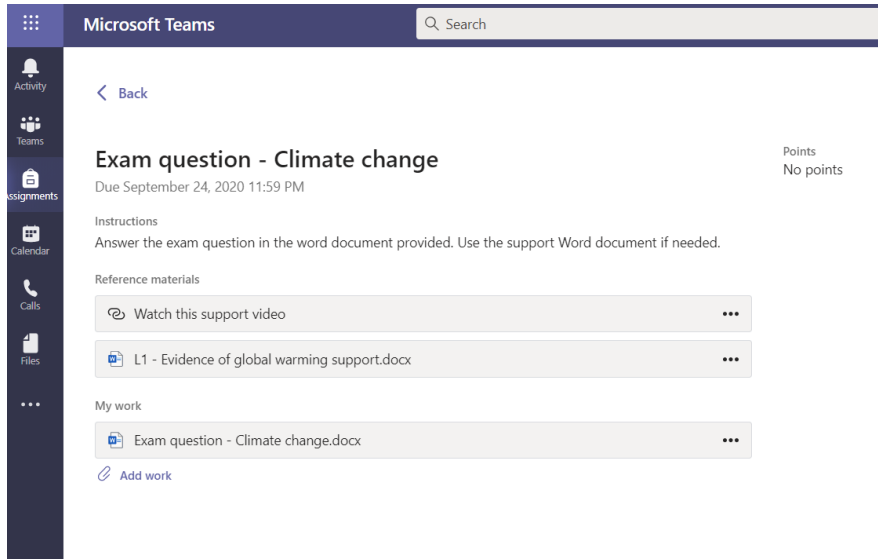 Microsoft Teams
Search
Activity
Teams
Assignments
Calendar
Calls
Files
Back
Exam question - Climate change
Due September 24, 2020 11:59 PM
Points
No points
Instructions
Answer the exam question in the word document provided. Use the support Word document if needed.
Reference materials
Watch this support video
L1 - Evidence of global warming support.docx
My work
Exam question - Climate change.docx
Add work